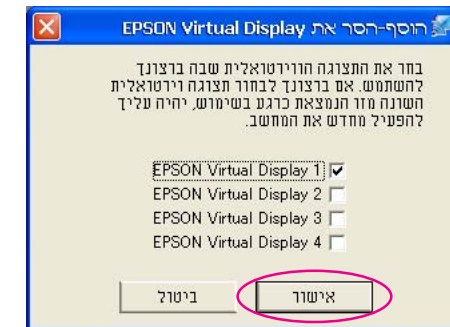 הוסף-הסר את EPSON Virtual Display
בחר את התצוגה הווירטואלית שבה ברצונך
להשתמש. אם ברצונך לבחור תצוגה וירטואלית
השונה מזו הנמצאת כרגע בשימוש, יהיה עליך
להפעיל מחדש את המחשב.
EPSON Virtual Display 1
EPSON Virtual Display 2
EPSON Virtual Display 3
EPSON Virtual Display 4
אישור
ביטול